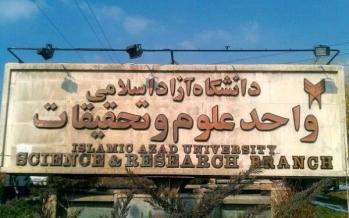 دانشگاه آزاد اسلامی
واحد علوم و تحقیقات
ISLAMIC AZAD UNIVERSITY
SCIENCE & RESEARCH BRANCH